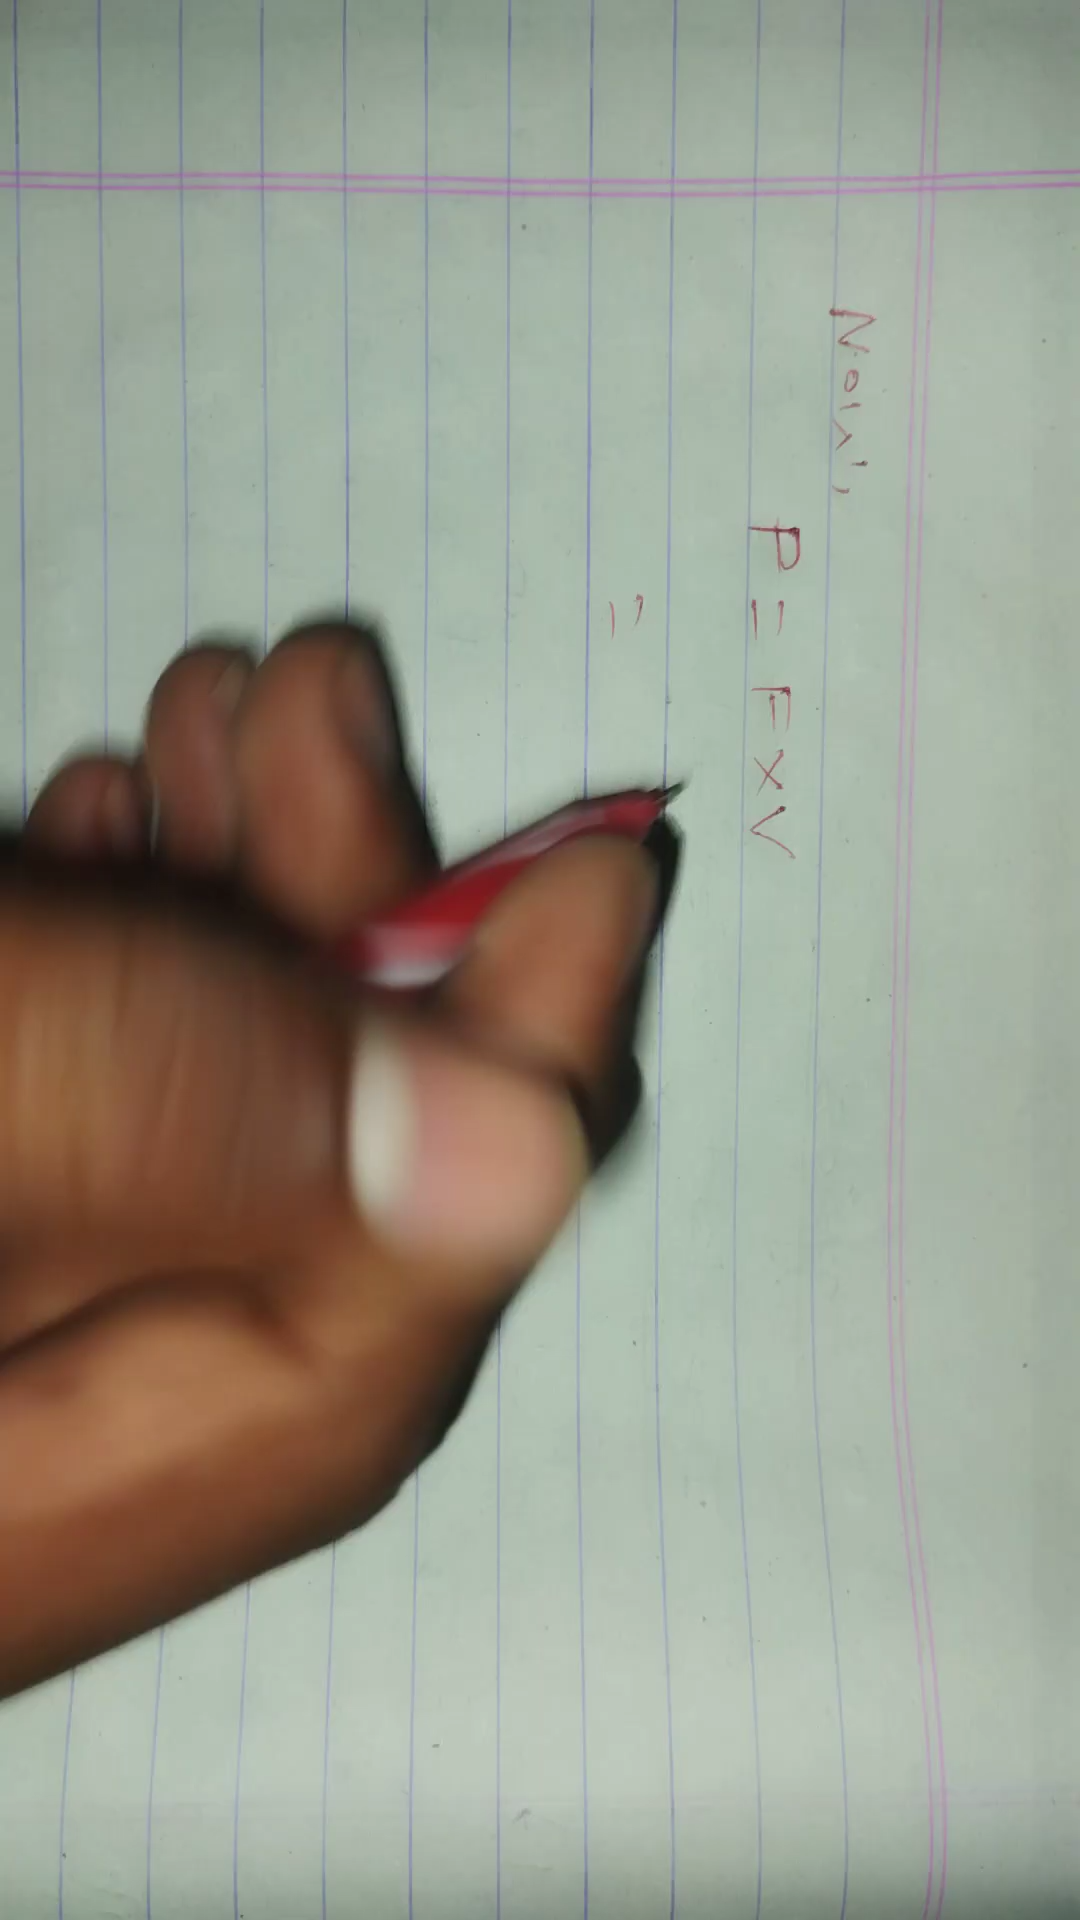 Now,
P = F x V
=